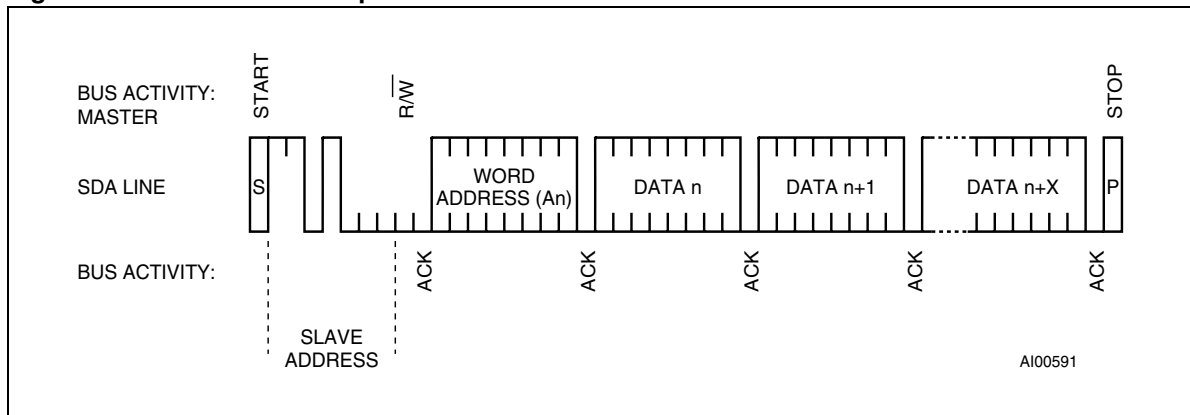 BUS ACTIVITY:
MASTER
START
R/W
STOP
SDA LINE
S
WORD
ADDRESS (An)
DATA n
DATA n+1
DATA n+X
P
BUS ACTIVITY:
ACK
ACK
ACK
ACK
ACK
SLAVE
ADDRESS
AI00591